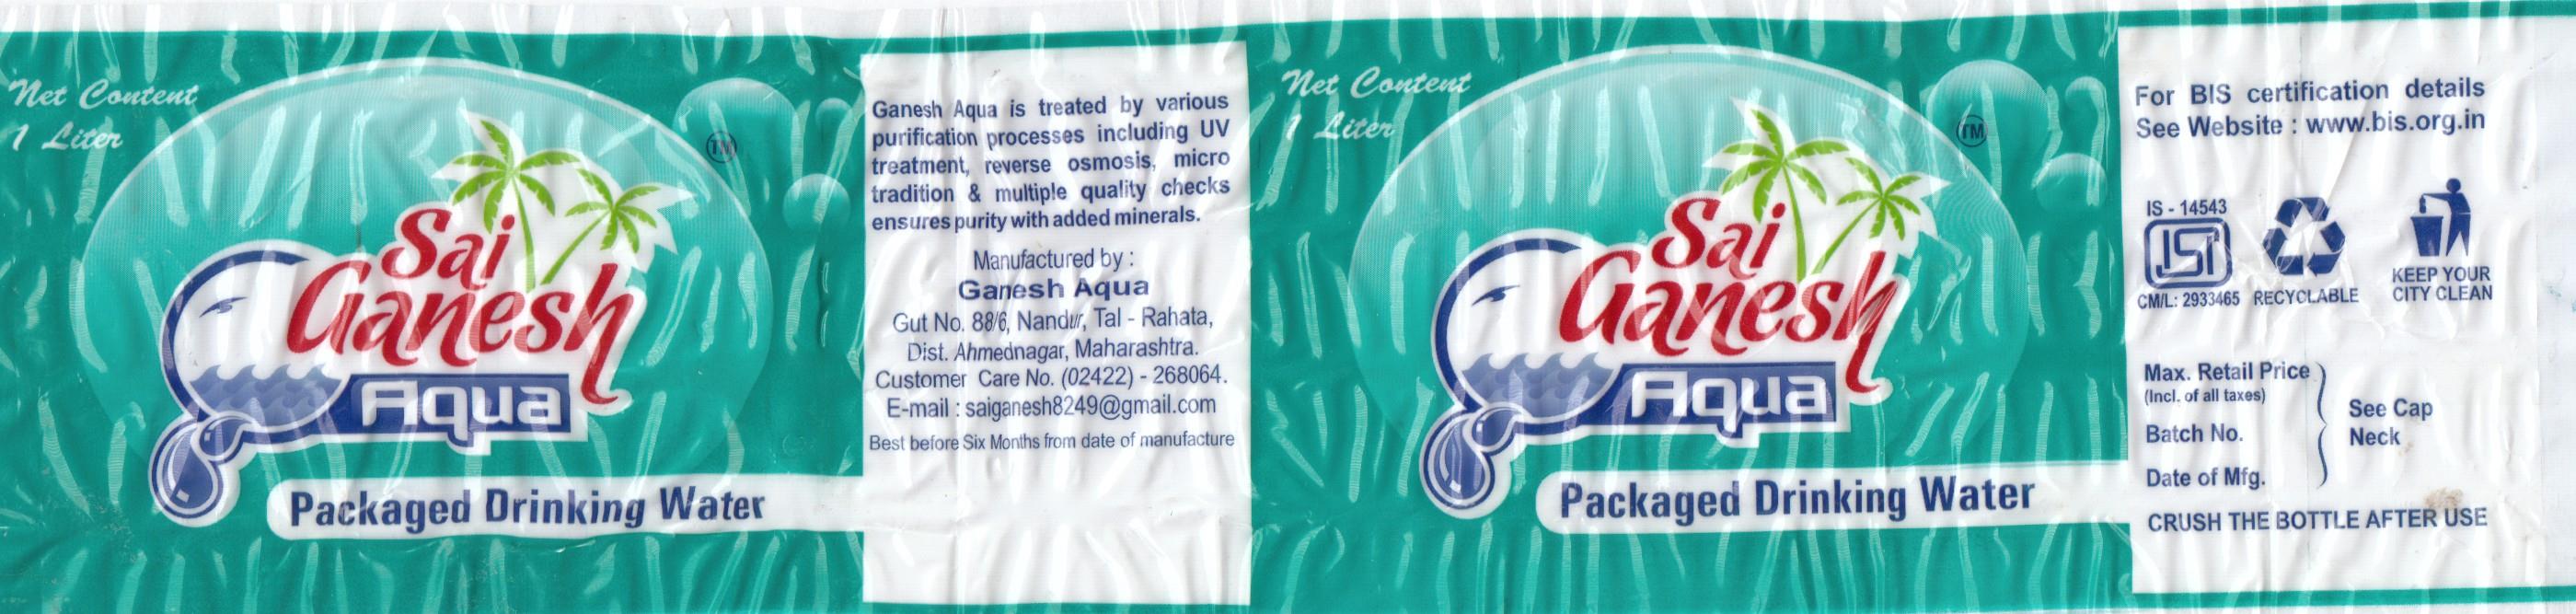 Net Content
1 Liter
TM
Sai
Ganesh
Aqua
Packaged Drinking Water
Ganesh Aqua is treated by various
purification processes including UV
treatment, reverse osmosis, micro
tradition & multiple quality checks
ensures purity with added minerals.
Manufactured by :
Ganesh Aqua
Gut No. 88/6, Nandur, Tal - Rahata,
Dist. Ahmednagar, Maharashtra.
Customer Care No. (02422) - 268064.
E-mail : saiganesh8249@gmail.com
Best before Six Months from date of manufacture
Net Content
1 Liter
TM
Sai
Ganesh
Aqua
Packaged Drinking Water
For BIS certification details
See Website : www.bis.org.in
IS - 14543
ISI
CM/L: 2933465
RECYCLABLE
KEEP YOUR
CITY CLEAN
Max. Retail Price
(Incl. of all taxes)
Batch No.
Date of Mfg.
See Cap
Neck
CRUSH THE BOTTLE AFTER USE